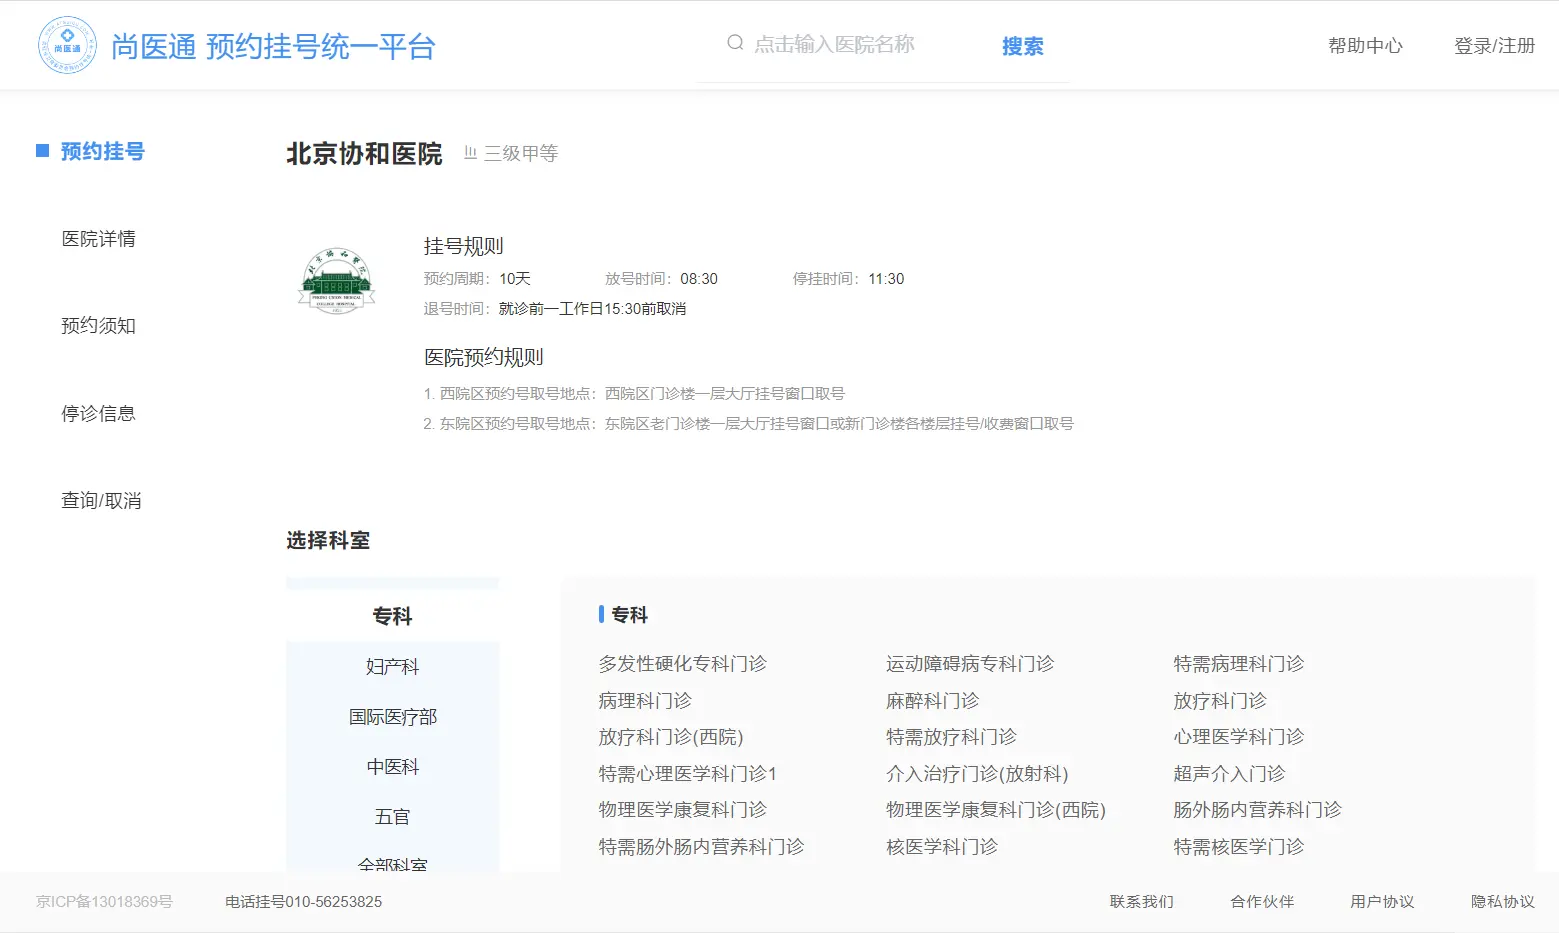 尚医通
尚医通 预约挂号统一平台
点击输入医院名称
搜索
帮助中心
登录/注册
预约挂号
医院详情
预约须知
停诊信息
查询/取消
北京协和医院
三级甲等
北京协和医院
PEKING UNION MEDICAL
COLLEGE HOSPITAL
挂号规则
预约周期：10天 放号时间：08:30 停挂时间：11:30
退号时间：就诊前一工作日15:30前取消
医院预约规则
1. 西院区预约号取号地点：西院区门诊楼一层大厅挂号窗口取号
2. 东院区预约号取号地点：东院区老门诊楼一层大厅挂号窗口或新门诊楼各楼层挂号/收费窗口取号
选择科室
专科
妇产科
国际医疗部
中医科
五官
全部科室
专科
多发性硬化专科门诊 运动障碍病专科门诊 特需病理科门诊
病理科门诊 麻醉科门诊 放疗科门诊
放疗科门诊(西院) 特需放疗科门诊 心理医学科门诊
特需心理医学科门诊1 介入治疗门诊(放射科) 超声介入门诊
物理医学康复科门诊 物理医学康复科门诊(西院) 肠外肠内营养科门诊
特需肠外肠内营养科门诊 核医学科门诊 特需核医学门诊
京ICP备13018369号 电话挂号010-56253825 联系我们 合作伙伴 用户协议 隐私协议